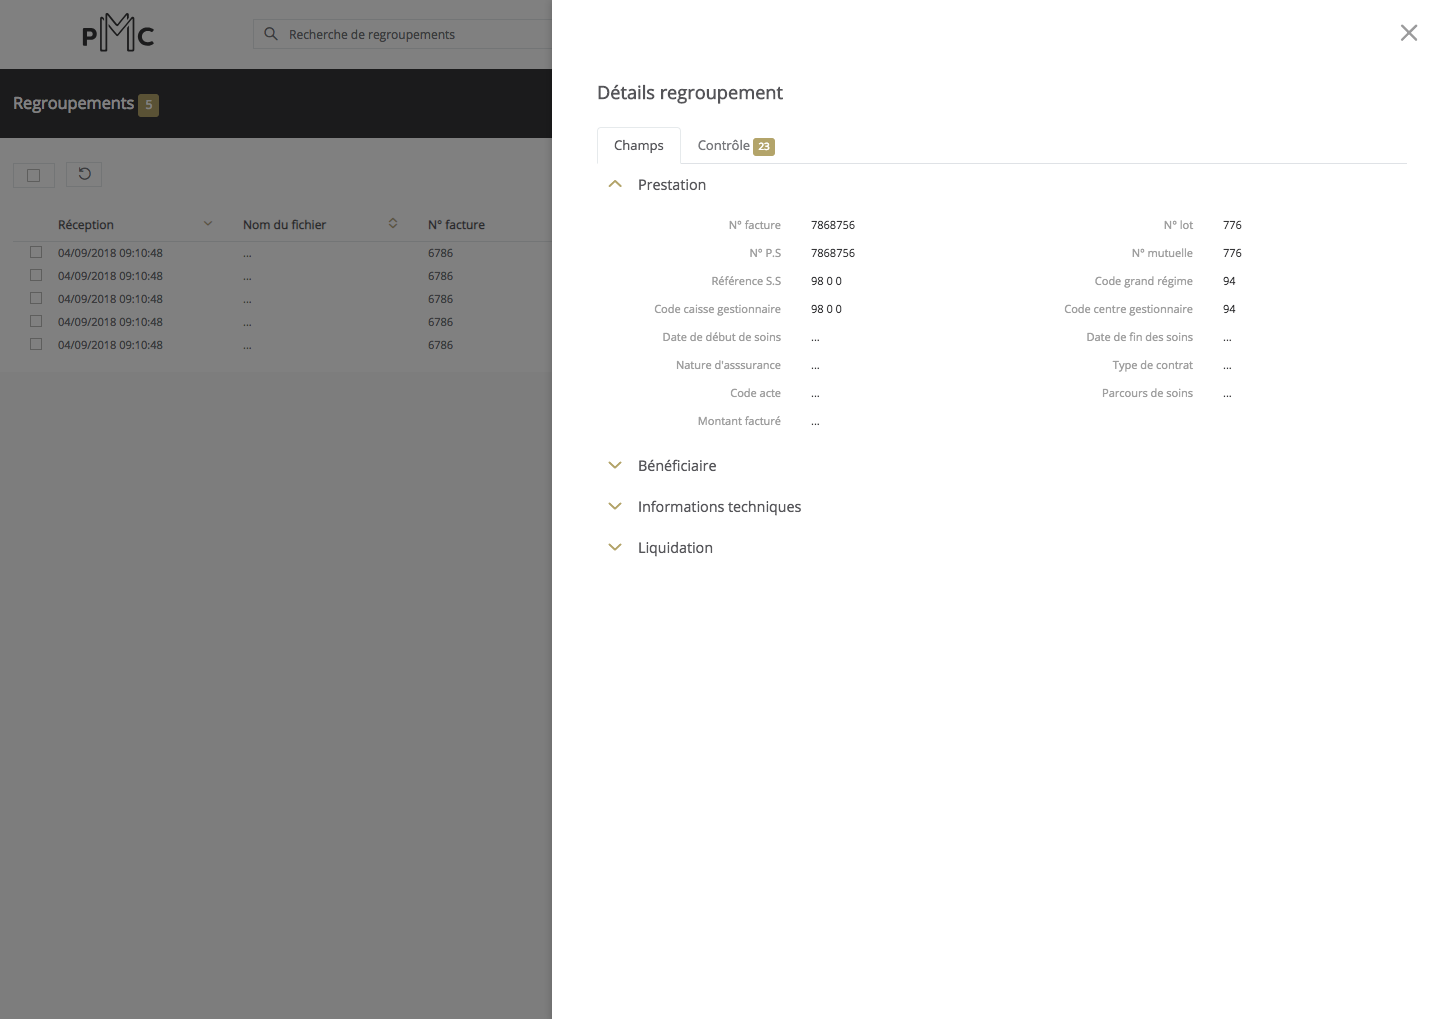 PMC
Recherche de regroupements
Regroupements 5
Réception Nom du fichier N° facture
04/09/2018 09:10:48 ... 6786
04/09/2018 09:10:48 ... 6786
04/09/2018 09:10:48 ... 6786
04/09/2018 09:10:48 ... 6786
04/09/2018 09:10:48 ... 6786
Détails regroupement
Champs Contrôle 23
Prestation
N° facture 7868756 N° lot 776
N° P.S 7868756 N° mutuelle 776
Référence S.S 98 0 0 Code grand régime 94
Code caisse gestionnaire 98 0 0 Code centre gestionnaire 94
Date de début de soins ... Date de fin des soins ...
Nature d'asssurance ... Type de contrat ...
Code acte ... Parcours de soins ...
Montant facturé ...
Bénéficiaire
Informations techniques
Liquidation